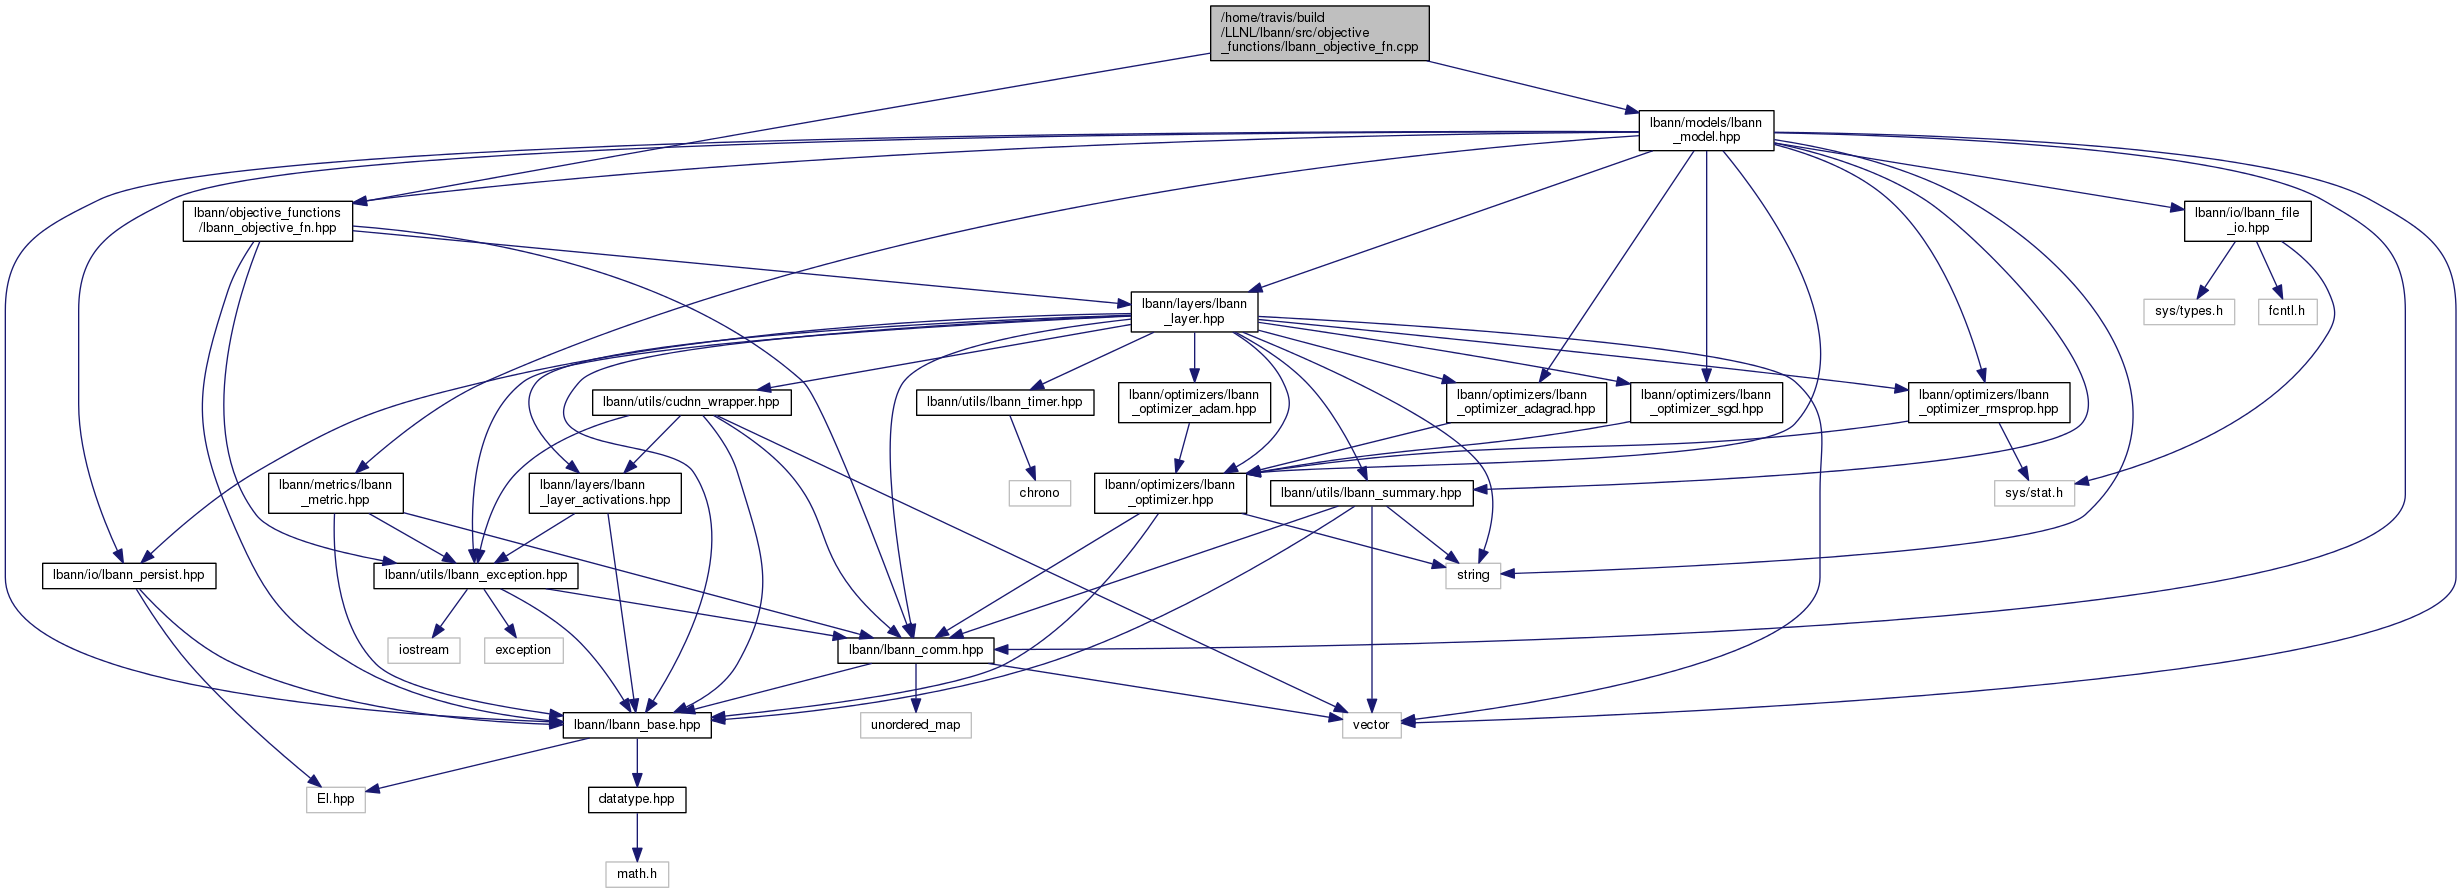 /home/travis/build
/LLNL/lbann/src/objective
_functions/lbann_objective_fn.cpp
lbann/models/lbann
_model.hpp
lbann/objective_functions
/lbann_objective_fn.hpp
lbann/io/lbann_file
_io.hpp
lbann/layers/lbann
_layer.hpp
sys/types.h
fcntl.h
lbann/utils/cudnn_wrapper.hpp
lbann/utils/lbann_timer.hpp
lbann/optimizers/lbann
_optimizer_adam.hpp
lbann/optimizers/lbann
_optimizer_adagrad.hpp
lbann/optimizers/lbann
_optimizer_sgd.hpp
lbann/optimizers/lbann
_optimizer_rmsprop.hpp
lbann/metrics/lbann
_metric.hpp
lbann/layers/lbann
_layer_activations.hpp
chrono
lbann/optimizers/lbann
_optimizer.hpp
lbann/utils/lbann_summary.hpp
sys/stat.h
lbann/io/lbann_persist.hpp
lbann/utils/lbann_exception.hpp
string
iostream
exception
lbann/lbann_comm.hpp
lbann/lbann_base.hpp
unordered_map
vector
El.hpp
datatype.hpp
math.h